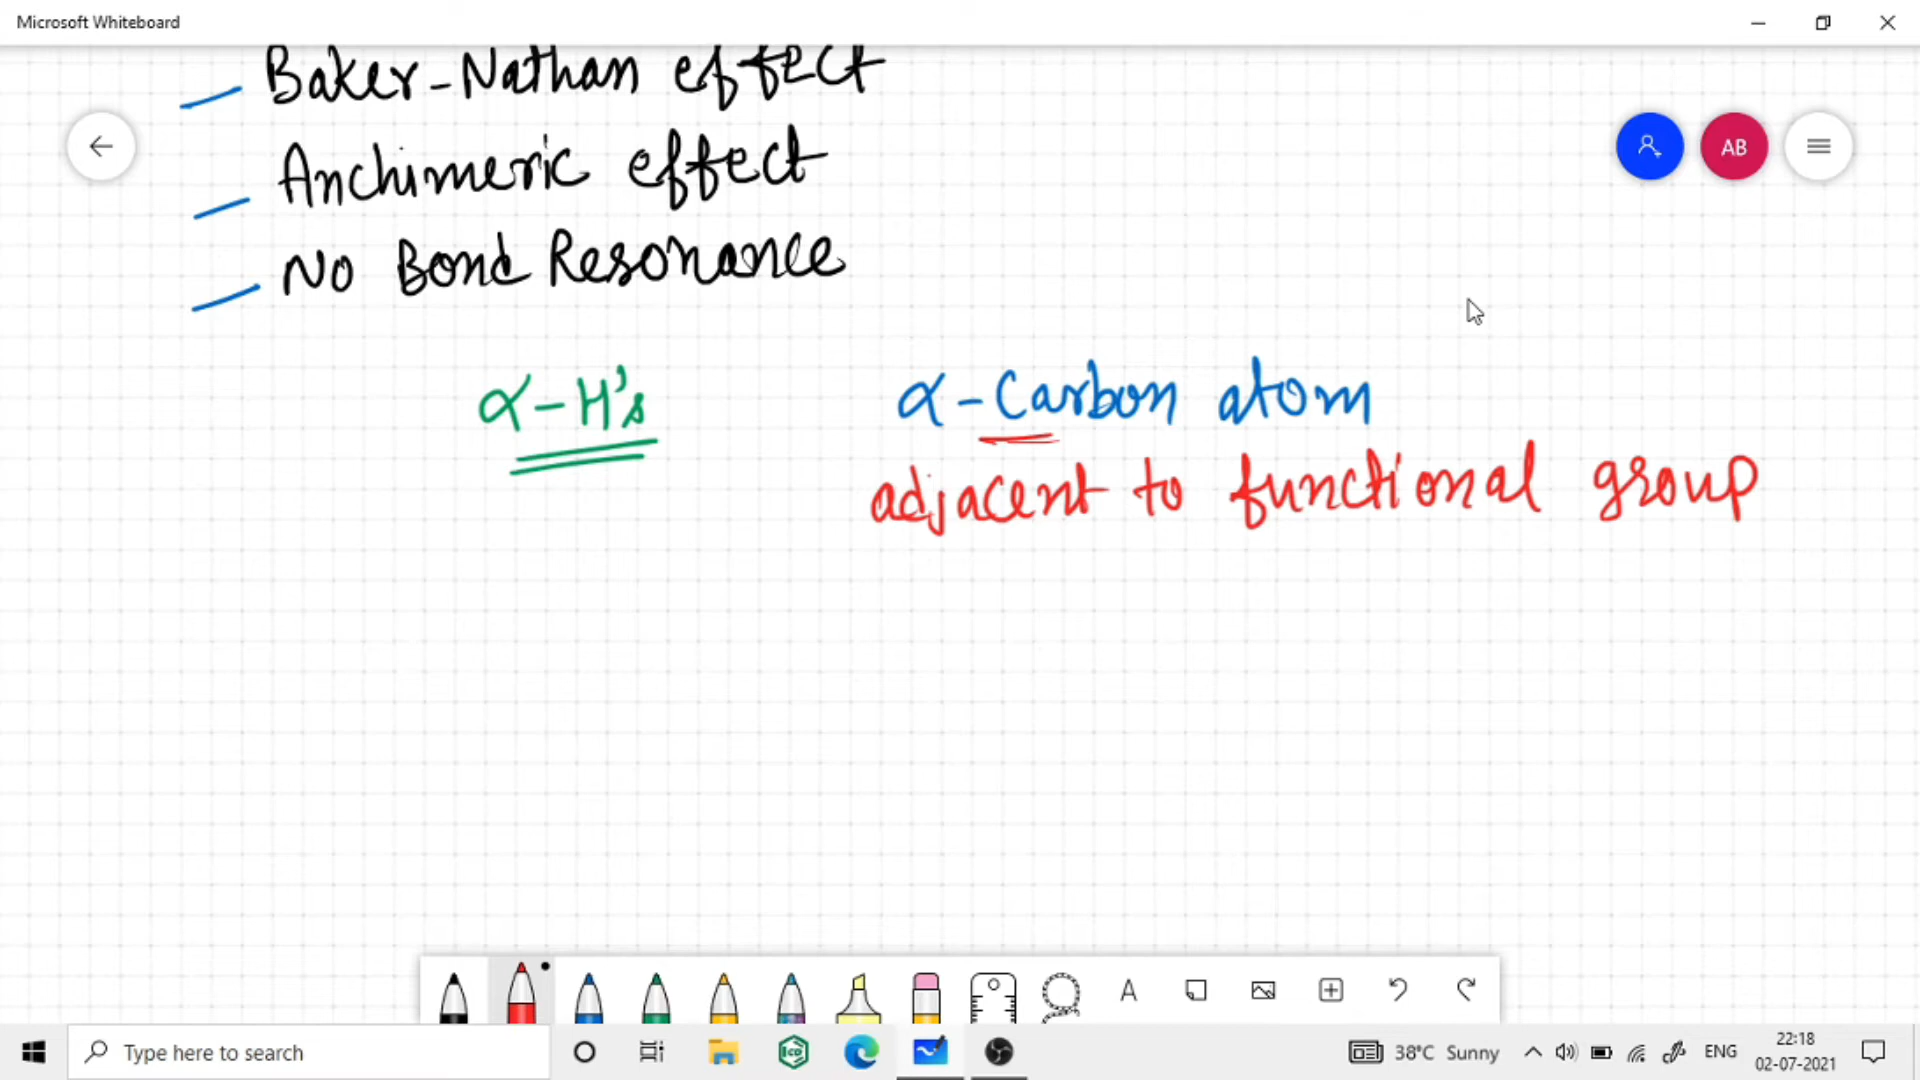 Microsoft Whiteboard
Baker-Nathan effect
Anchimeric effect
No Bond Resonance
AB
α-H's
α-Carbon atom
adjacent to functional group
A
Type here to search
38°C Sunny
ENG
22:18
02-07-2021